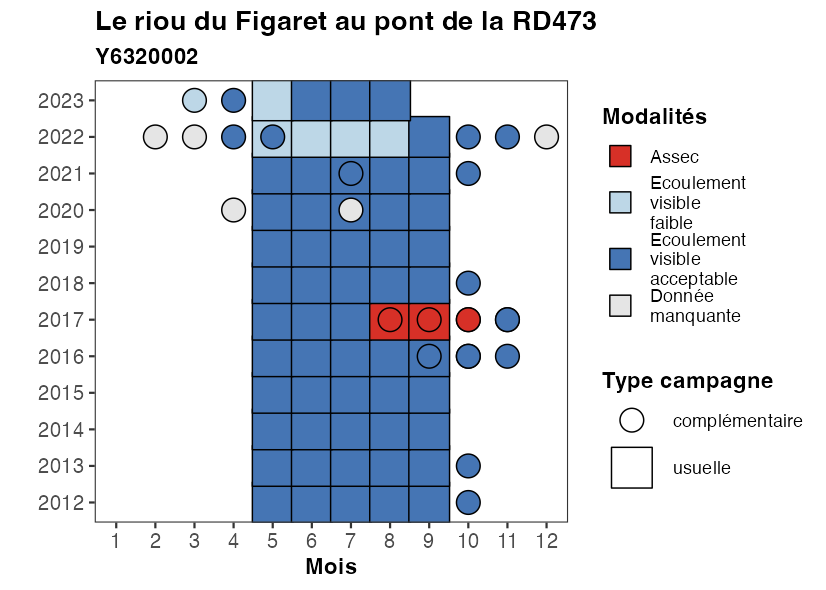 Le riou du Figaret au pont de la RD473
Y6320002
2023
2022
2021
2020
2019
2018
2017
2016
2015
2014
2013
2012
1 2 3 4 5 6 7 8 9 10 11 12
Mois
Modalités
Assec
Ecoulement
visible
faible
Ecoulement
visible
acceptable
Donnée
manquante
Type campagne
complémentaire
usuelle